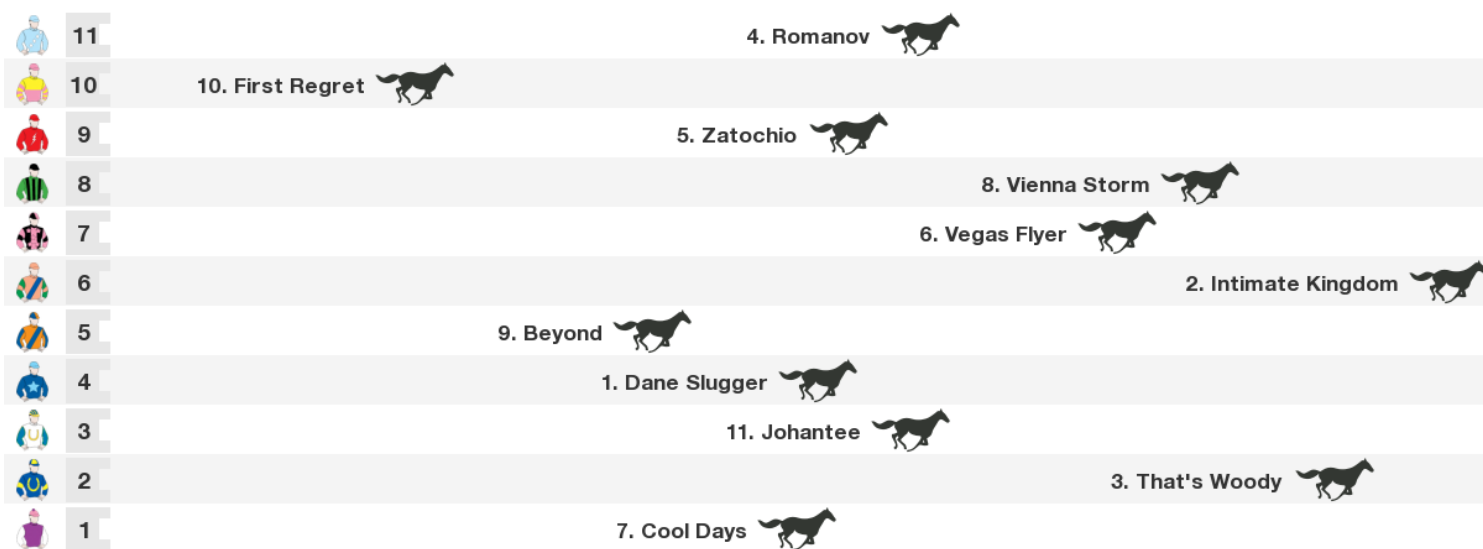 11 4. Romanov
10 10. First Regret
9 5. Zatochio
8 8. Vienna Storm
7 6. Vegas Flyer
6 2. Intimate Kingdom
5 9. Beyond
4 1. Dane Slugger
3 11. Johantee
2 3. That's Woody
1 7. Cool Days